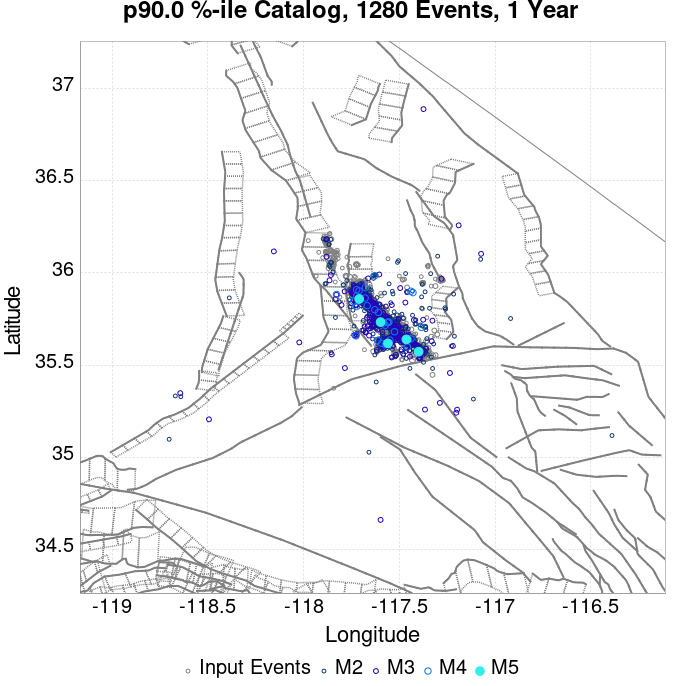 p90.0 %-ile Catalog, 1280 Events, 1 Year
37
36.5
36
35.5
35
34.5
Latitude
-119 -118.5 -118 -117.5 -117 -116.5
Longitude
Input Events M2 M3 M4 M5